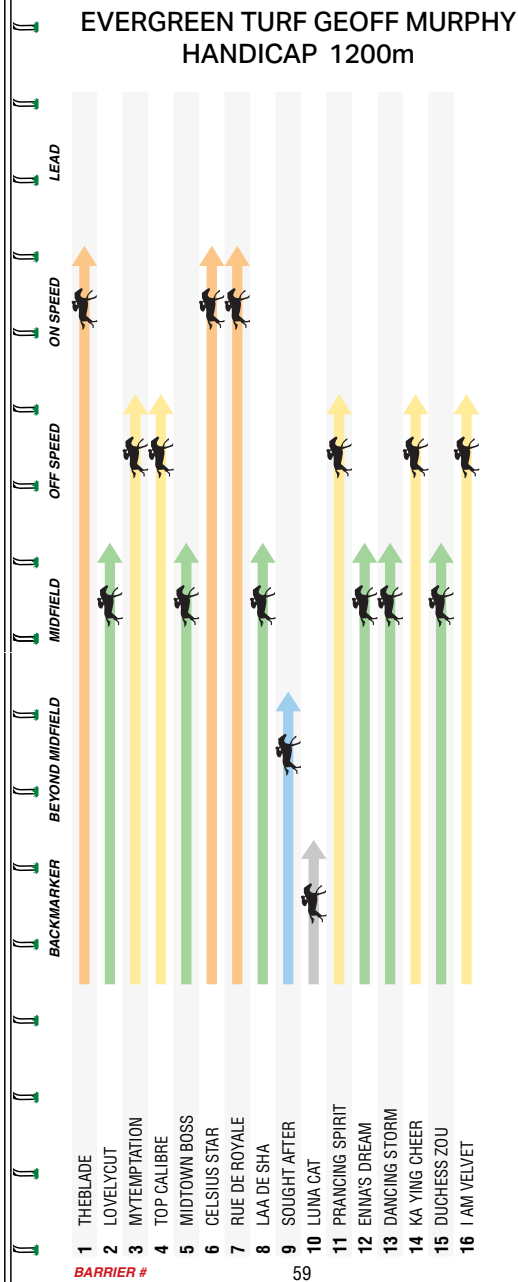 EVERGREEN TURF GEOFF MURPHY
HANDICAP 1200m
LEAD
ON SPEED
OFF SPEED
MIDFIELD
BEYOND MIDFIELD
BACKMARKER
1 THEBLADE
2 LOVELYCUT
3 MYTEMPTATION
4 TOP CALIBRE
5 MIDTOWN BOSS
6 CELSIUS STAR
7 RUE DE ROYALE
8 LAA DE SHA
9 SOUGHT AFTER
10 LUNA CAT
11 PRANCING SPIRIT
12 ENNA'S DREAM
13 DANCING STORM
14 KA YING CHEER
15 DUCHESS ZOU
16 I AM VELVET
BARRIER #
59